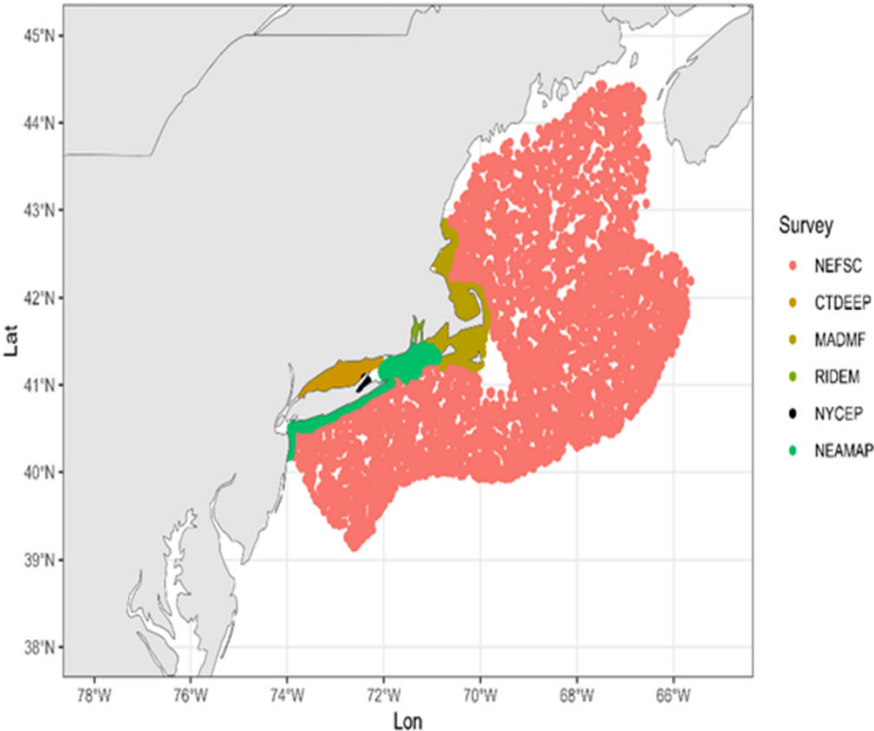 45°N
44°N
43°N
42°N
41°N
40°N
39°N
38°N
Lat
78°W
76°W
74°W
72°W
70°W
68°W
66°W
Lon
Survey
NEFSC
CTDEEP
MADMF
RIDEM
NYCEP
NEAMAP